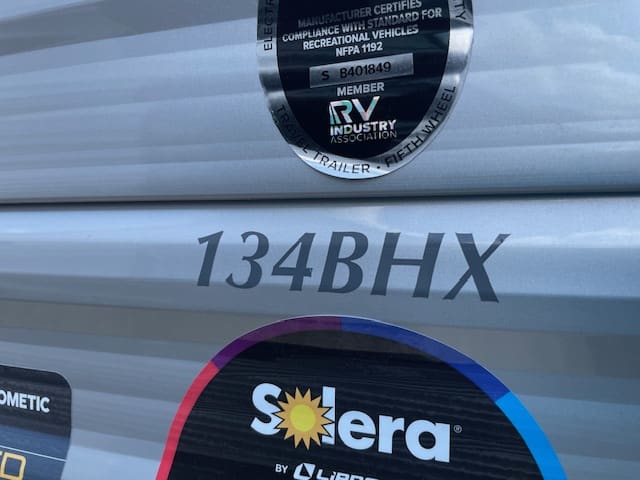 MANUFACTURER CERTIFIES
COMPLIANCE WITH STANDARD FOR
RECREATIONAL VEHICLES
NFPA 1192
S B401849
MEMBER
RV
INDUSTRY
ASSOCIATION
TRAVEL TRAILER • FIFTH WHEEL
134BHX
OMETIC
Solera®
BY